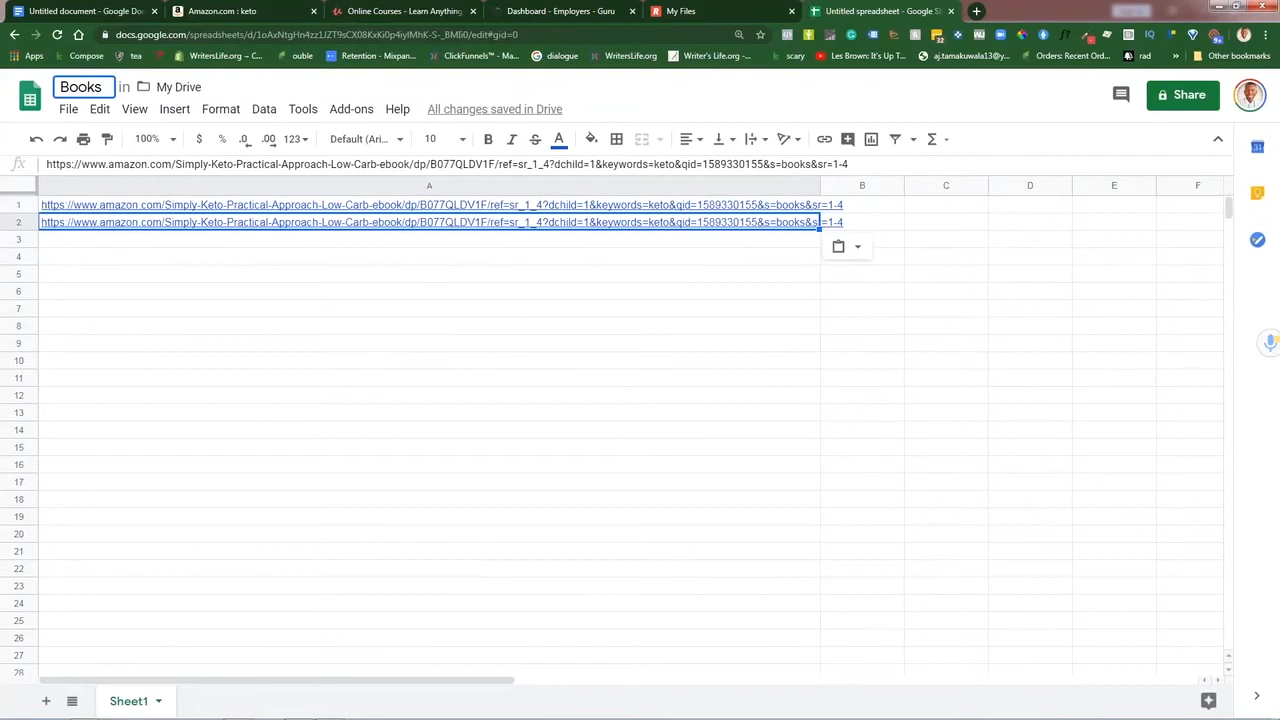 Untitled document - Google Docs
Amazon.com : keto
Online Courses - Learn Anything
Dashboard - Employers - Guru
My Files
Untitled spreadsheet - Google S
docs.google.com/spreadsheets/d/1oAxNtgHn4zz1JZT9sCX08KxKi0p4iyIMhK-S-_BMli0/edit#gid=0
Apps
Compose
tea
WritersLife.org —
ouble
Retention - Mixpan...
ClickFunnels™ Mark...
dialogue
WritersLife.org
Writer's Life.org -...
scary
Les Brown: It's Up T...
aj.tamakuwala13@y...
Orders: Recent Ord...
rad
»
Other bookmarks
Books
in
My Drive
File
Edit
View
Insert
Format
Data
Tools
Add-ons
Help
All changes saved in Drive
Share
100%
$
%
.0
.00
123
Default (Ari...
10
B
I
S
A
Σ
fx
https://www.amazon.com/Simply-Keto-Practical-Approach-Low-Carb-ebook/dp/B077QLDV1F/ref=sr_1_4?dchild=1&keywords=keto&qid=1589330155&s=books&sr=1-4
A
B
C
D
E
F
1
https://www.amazon.com/Simply-Keto-Practical-Approach-Low-Carb-ebook/dp/B077QLDV1F/ref=sr_1_4?dchild=1&keywords=keto&qid=1589330155&s=books&sr=1-4
2
https://www.amazon.com/Simply-Keto-Practical-Approach-Low-Carb-ebook/dp/B077QLDV1F/ref=sr_1_4?dchild=1&keywords=keto&qid=1589330155&s=books&sr=1-4
3
4
5
6
7
8
9
10
11
12
13
14
15
16
17
18
19
20
21
22
23
24
25
26
27
28
Sheet1